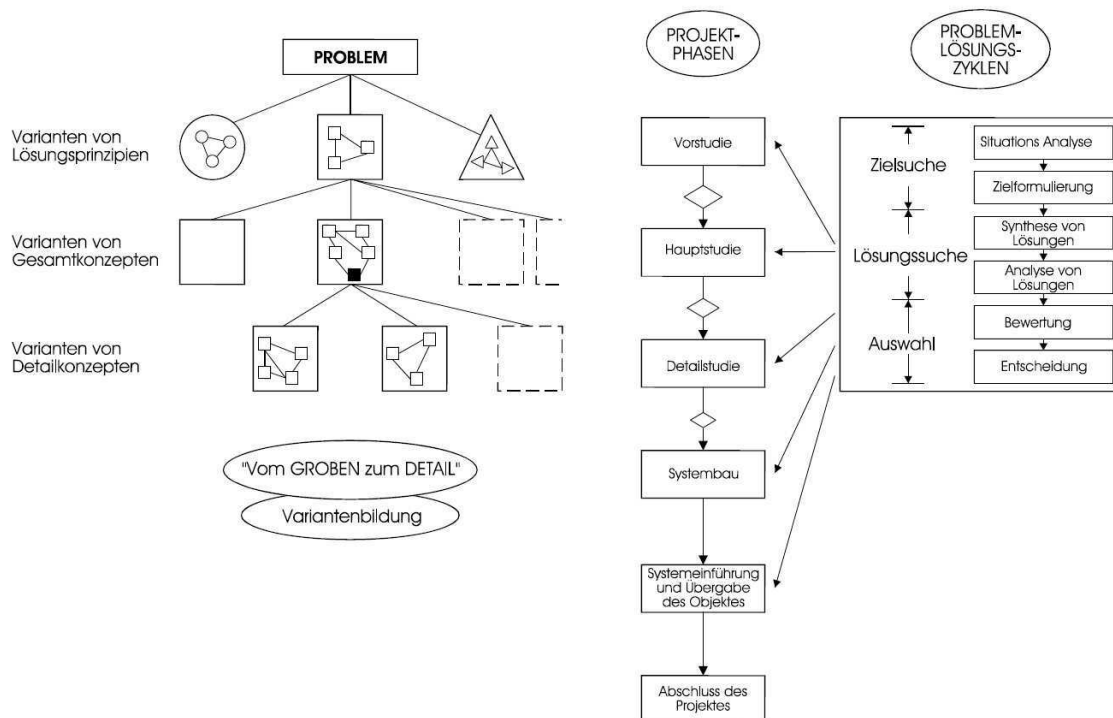 PROBLEM
Varianten von
Lösungsprinzipien
Varianten von
Gesamtkonzepten
Varianten von
Detailkonzepten
"Vom GROBEN zum DETAIL"
Variantenbildung
PROJEKT-
PHASEN
Vorstudie
Hauptstudie
Detailstudie
Systembau
Systemeinführung
und Übergabe
des Objektes
Abschluss des
Projektes
PROBLEM-
LÖSUNGS-
ZYKLEN
Zielsuche
Lösungssuche
Auswahl
Situations Analyse
Zielformulierung
Synthese von
Lösungen
Analyse von
Lösungen
Bewertung
Entscheidung